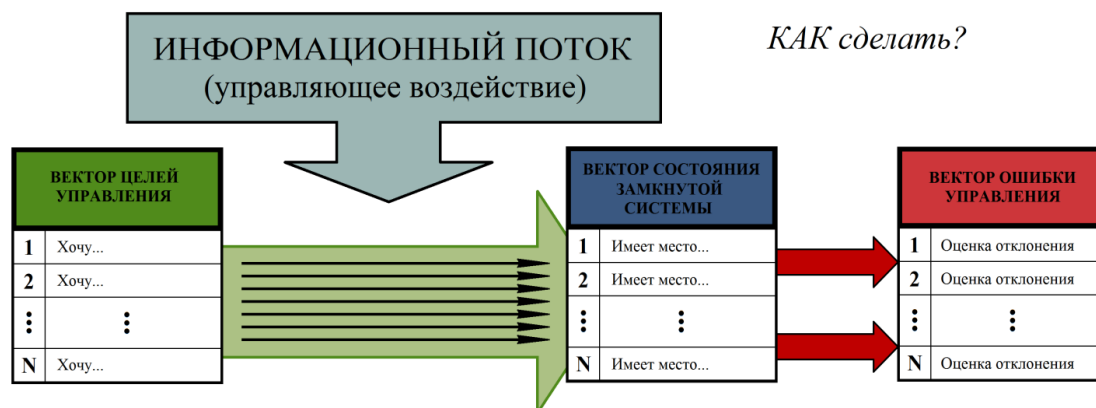 ИНФОРМАЦИОННЫЙ ПОТОК
(управляющее воздействие)
КАК сделать?
ВЕКТОР ЦЕЛЕЙ
УПРАВЛЕНИЯ
1 Хочу...
2 Хочу...
⋮ ⋮
N Хочу...
ВЕКТОР СОСТОЯНИЯ
ЗАМКНУТОЙ
СИСТЕМЫ
1 Имеет место...
2 Имеет место...
⋮ ⋮
N Имеет место...
ВЕКТОР ОШИБКИ
УПРАВЛЕНИЯ
1 Оценка отклонения
2 Оценка отклонения
⋮ ⋮
N Оценка отклонения